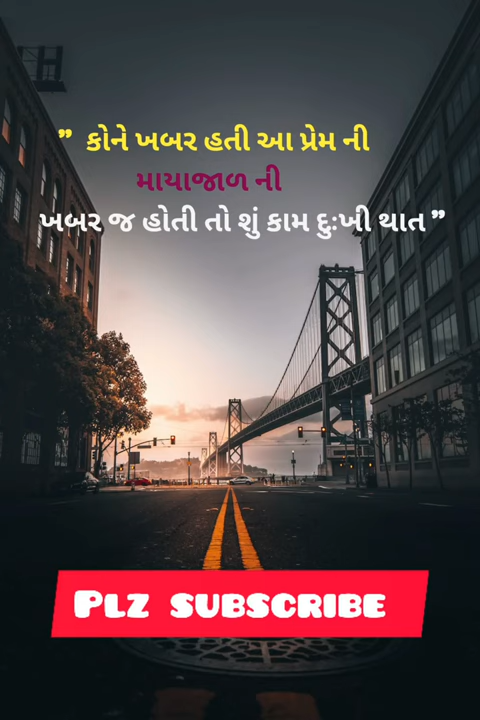 ” કોને ખબર હતી આ પ્રેમ ની
માયાજાળ ની
ખબર જ હોતી તો શું કામ દુઃખી થાત ”
PLZ SUBSCRIBE
H